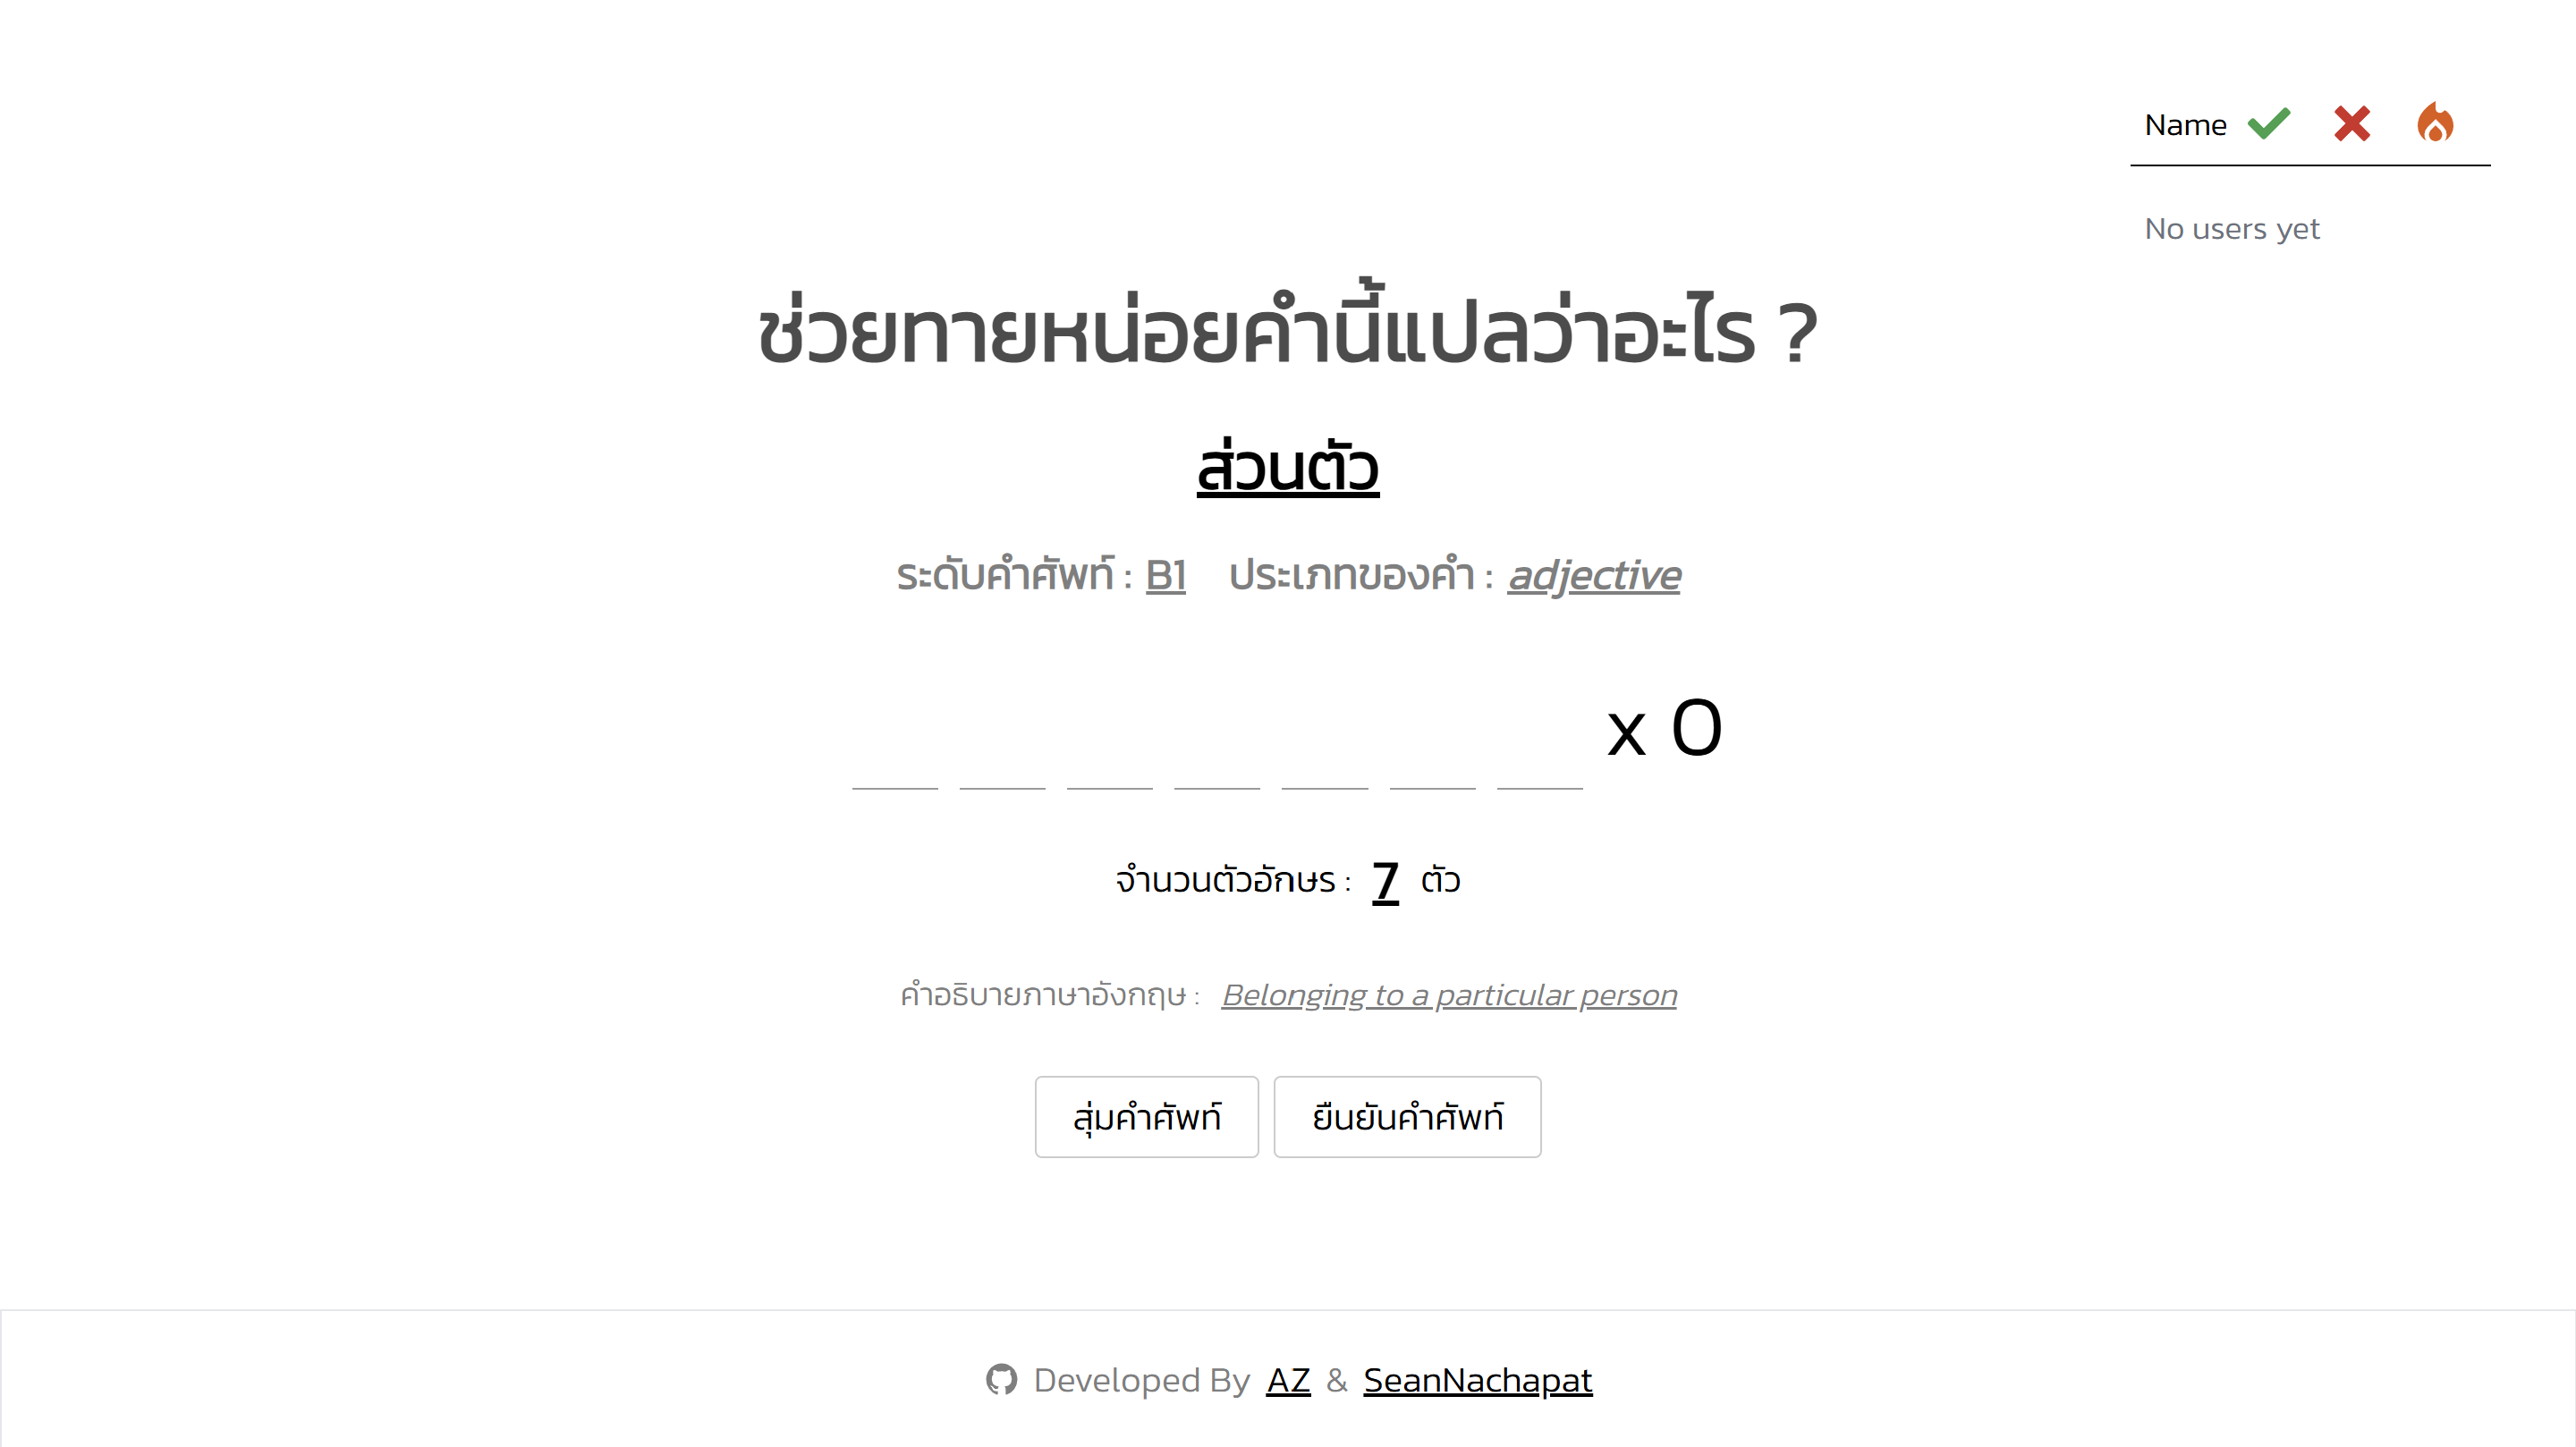 Name
No users yet
ช่วยทายหน่อยคำนี้แปลว่าอะไร ?
ส่วนตัว
ระดับคำศัพท์ : B1 ประเภทของคำ : adjective
x 0
จำนวนตัวอักษร : 7 ตัว
คำอธิบายภาษาอังกฤษ : Belonging to a particular person
สุ่มคำศัพท์ ยืนยันคำศัพท์
Developed By AZ & SeanNachapat